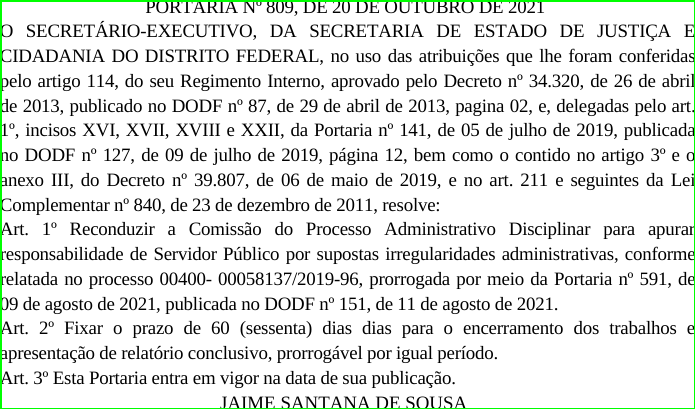 PORTARIA Nº 809, DE 20 DE OUTUBRO DE 2021
O SECRETÁRIO-EXECUTIVO, DA SECRETARIA DE ESTADO DE JUSTIÇA E
CIDADANIA DO DISTRITO FEDERAL, no uso das atribuições que lhe foram conferidas
pelo artigo 114, do seu Regimento Interno, aprovado pelo Decreto nº 34.320, de 26 de abril
de 2013, publicado no DODF nº 87, de 29 de abril de 2013, pagina 02, e, delegadas pelo art.
1º, incisos XVI, XVII, XVIII e XXII, da Portaria nº 141, de 05 de julho de 2019, publicada
no DODF nº 127, de 09 de julho de 2019, página 12, bem como o contido no artigo 3º e o
anexo III, do Decreto nº 39.807, de 06 de maio de 2019, e no art. 211 e seguintes da Lei
Complementar nº 840, de 23 de dezembro de 2011, resolve:
Art. 1º Reconduzir a Comissão do Processo Administrativo Disciplinar para apurar
responsabilidade de Servidor Público por supostas irregularidades administrativas, conforme
relatada no processo 00400- 00058137/2019-96, prorrogada por meio da Portaria nº 591, de
09 de agosto de 2021, publicada no DODF nº 151, de 11 de agosto de 2021.
Art. 2º Fixar o prazo de 60 (sessenta) dias dias para o encerramento dos trabalhos e
apresentação de relatório conclusivo, prorrogável por igual período.
Art. 3º Esta Portaria entra em vigor na data de sua publicação.
JAIME SANTANA DE SOUSA